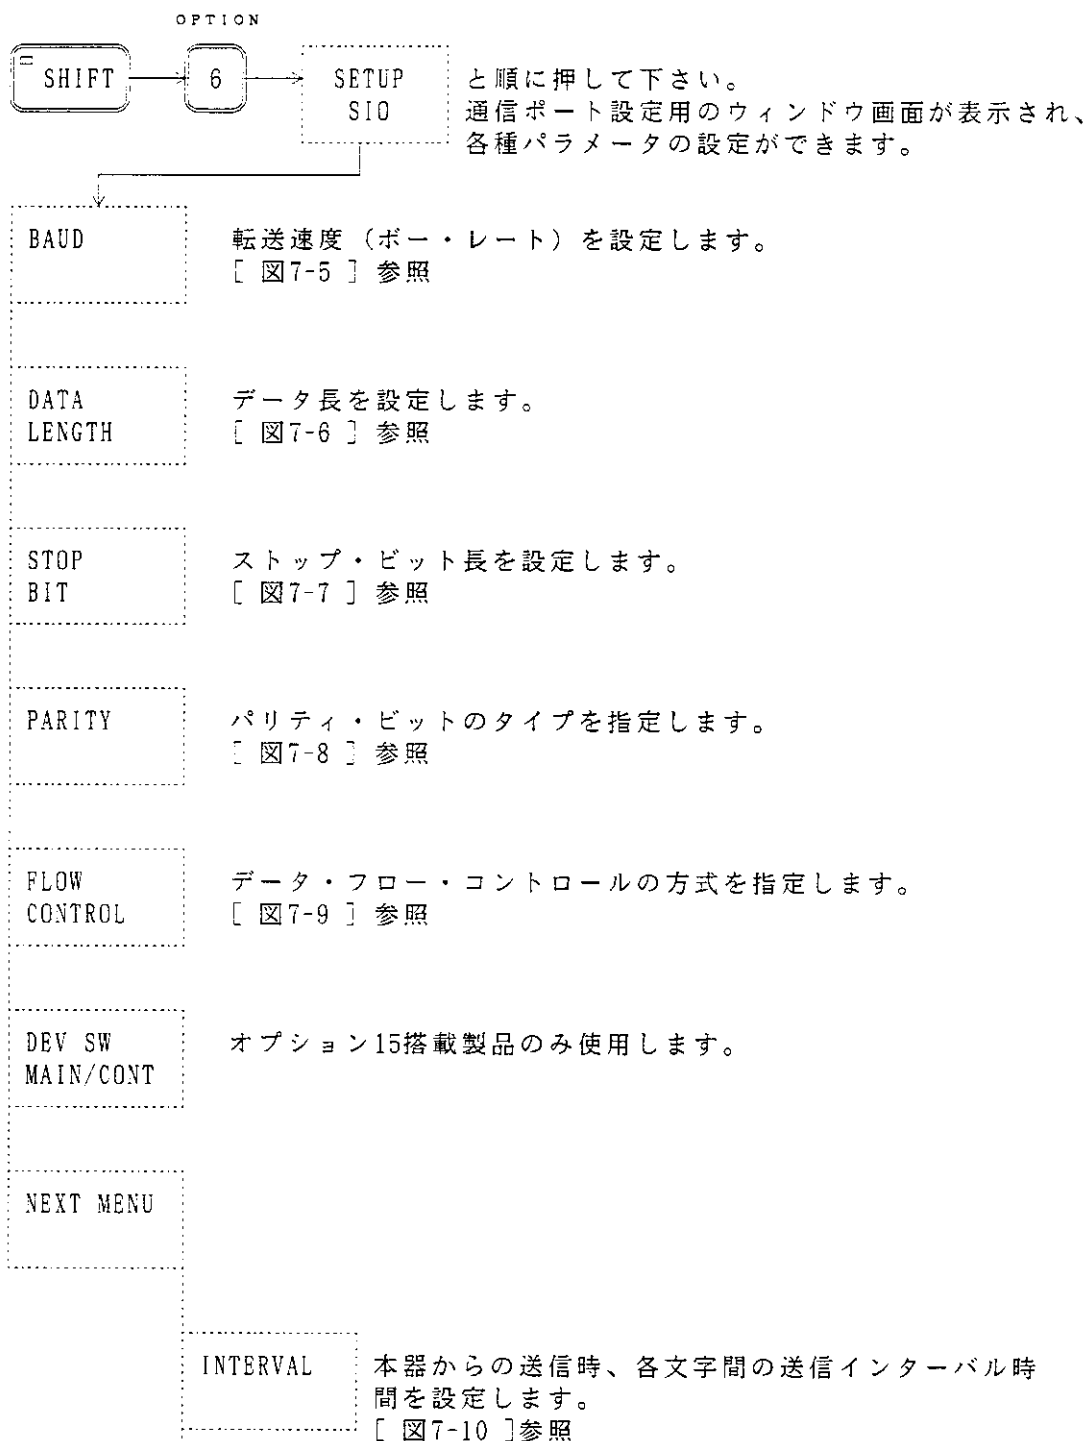 OPTION
SHIFT 6 SETUP と順に押して下さい。
SIO 通信ポート設定用のウィンドウ画面が表示され、
各種パラメータの設定ができます。
BAUD 転送速度（ボー・レート）を設定します。
[ 図7-5 ] 参照
DATA データ長を設定します。
LENGTH [ 図7-6 ] 参照
STOP ストップ・ビット長を設定します。
BIT [ 図7-7 ] 参照
PARITY パリティ・ビットのタイプを指定します。
[ 図7-8 ] 参照
FLOW データ・フロー・コントロールの方式を指定します。
CONTROL [ 図7-9 ] 参照
DEV SW オプション15搭載製品のみ使用します。
MAIN/CONT
NEXT MENU
INTERVAL 本器からの送信時、各文字間の送信インターバル時
間を設定します。
[ 図7-10 ]参照